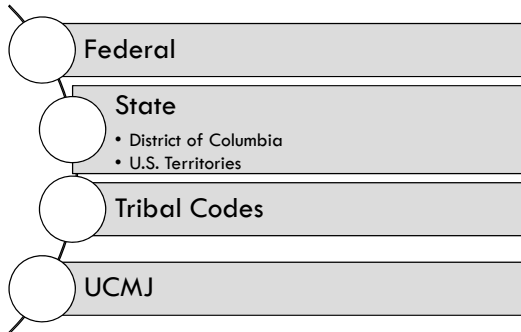 Federal
State
• District of Columbia
• U.S. Territories
Tribal Codes
UCMJ